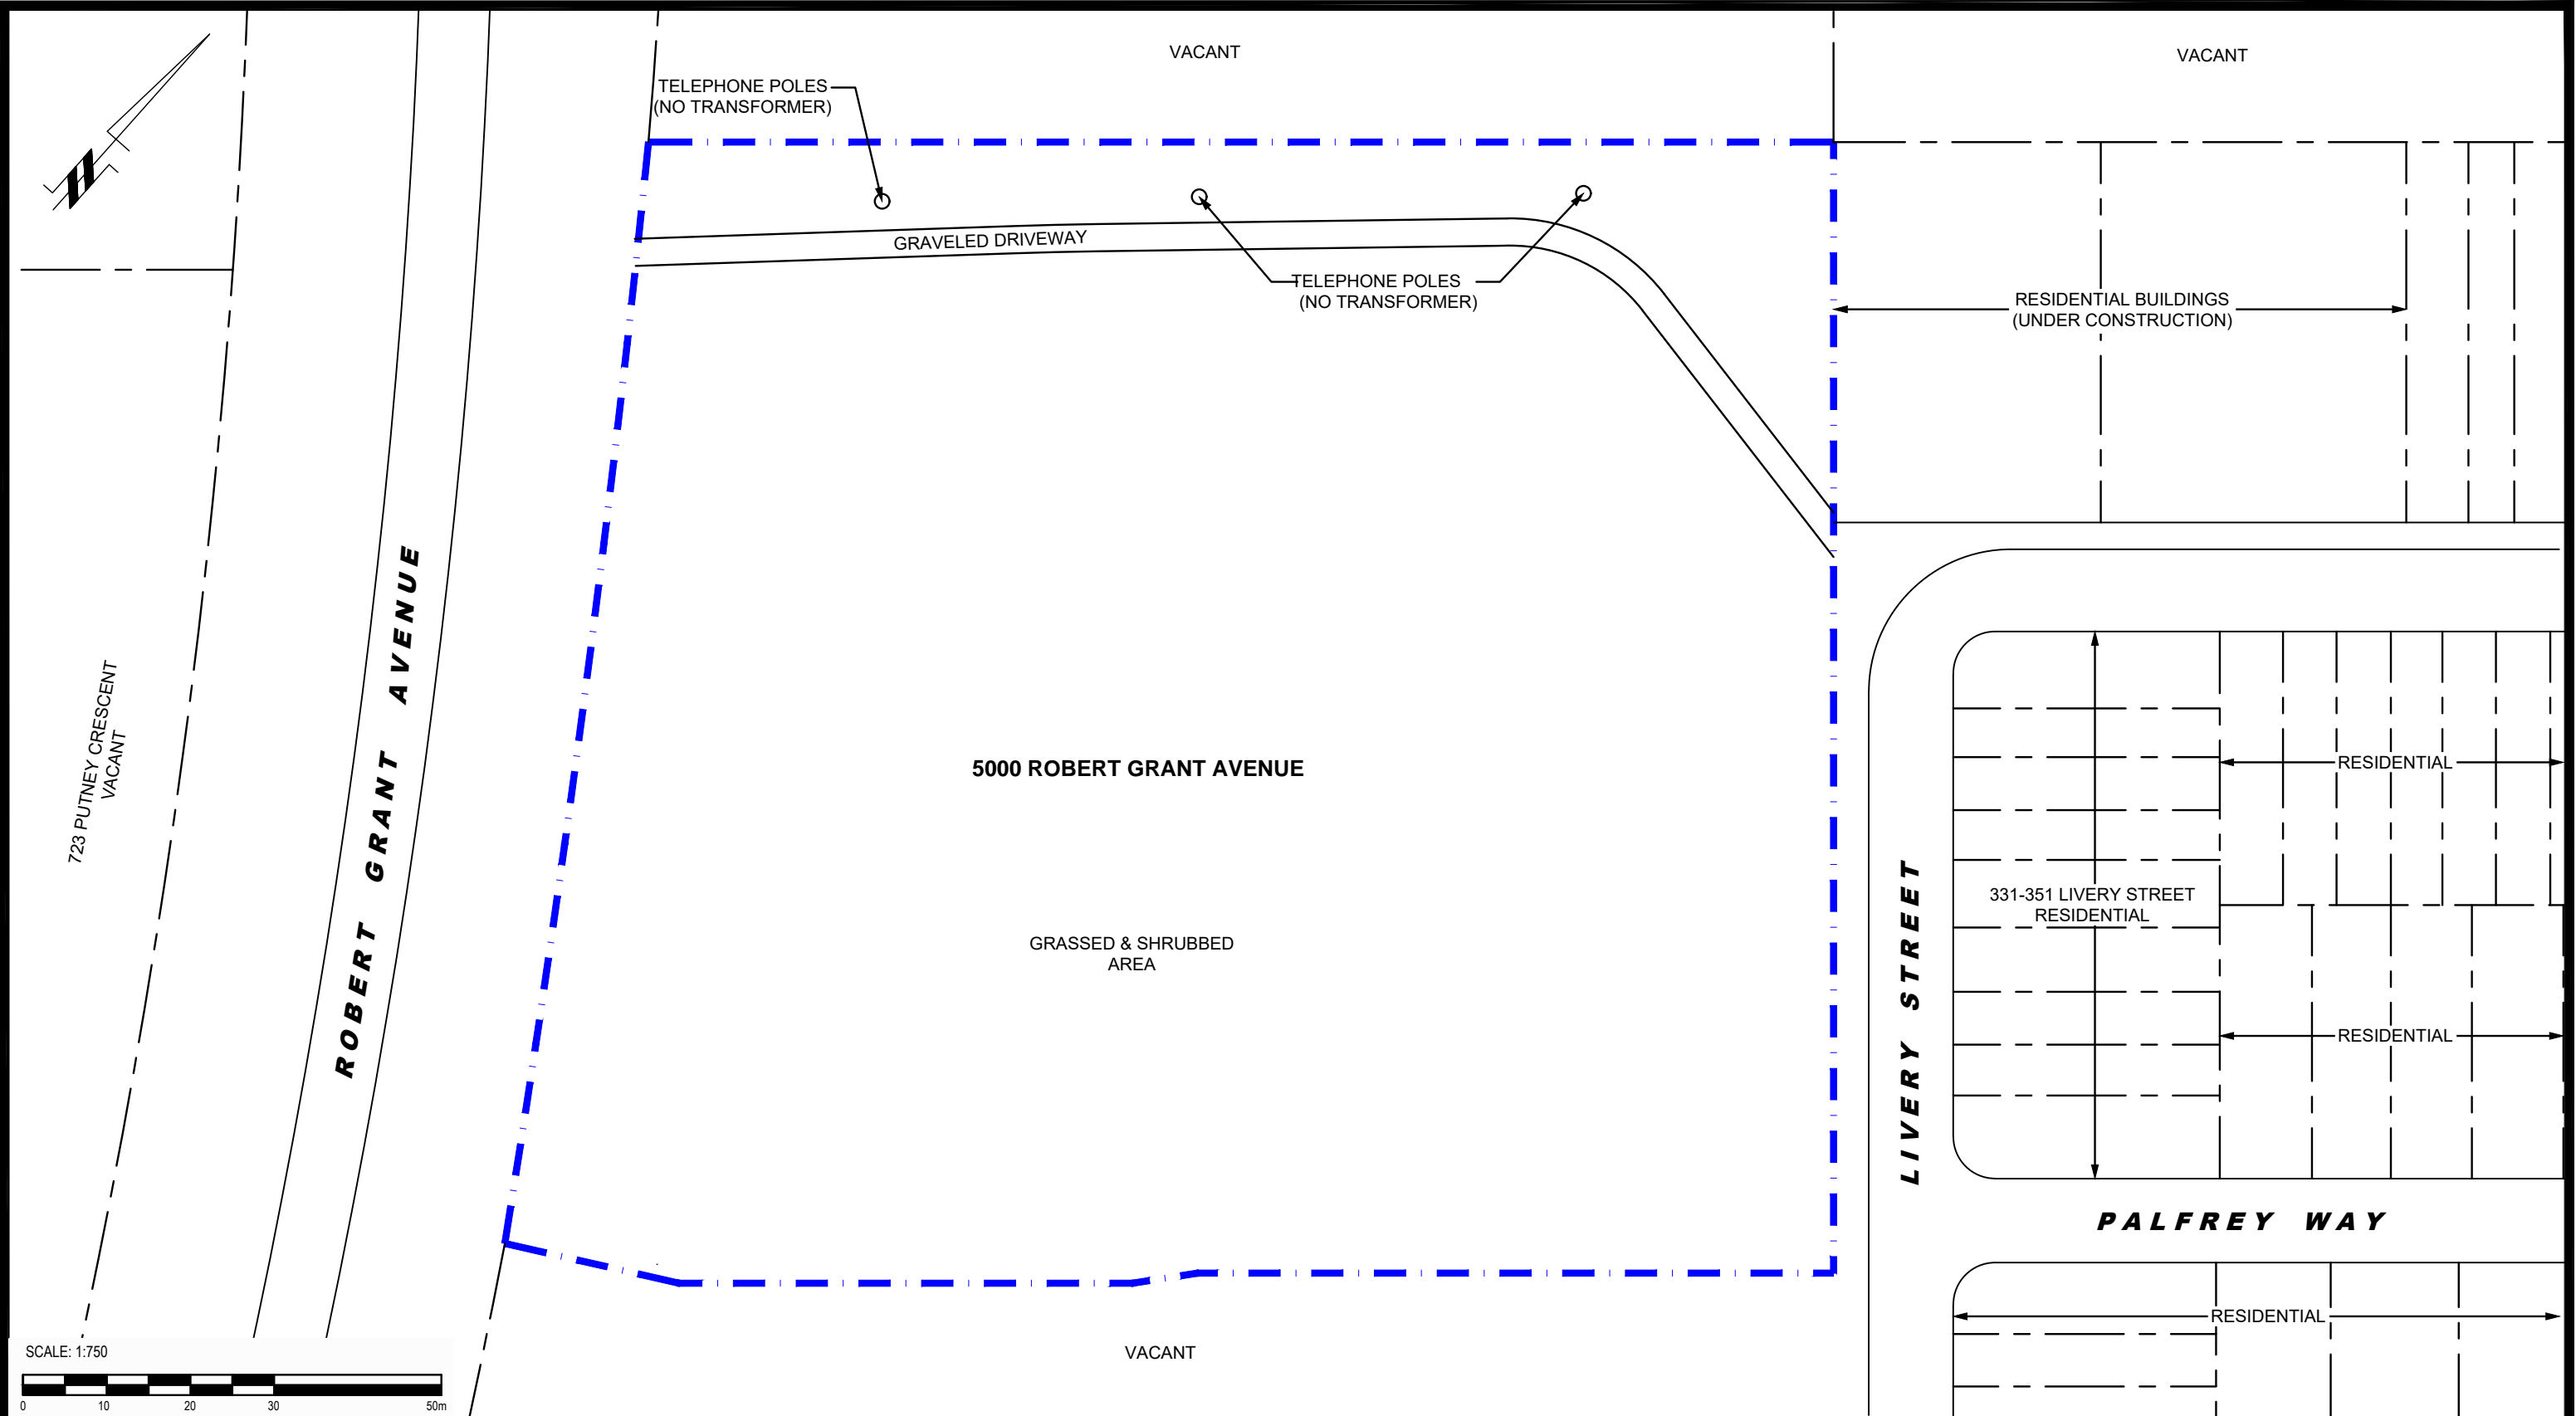 VACANT
VACANT
TELEPHONE POLES
(NO TRANSFORMER)
GRAVELED DRIVEWAY
TELEPHONE POLES
(NO TRANSFORMER)
RESIDENTIAL BUILDINGS
(UNDER CONSTRUCTION)
723 PUTNEY CRESCENT
VACANT
ROBERT GRANT AVENUE
5000 ROBERT GRANT AVENUE
GRASSED & SHRUBBED
AREA
LIVERY STREET
RESIDENTIAL
331-351 LIVERY STREET
RESIDENTIAL
RESIDENTIAL
PALFREY WAY
RESIDENTIAL
VACANT
SCALE: 1:750
0 10 20 30 50m